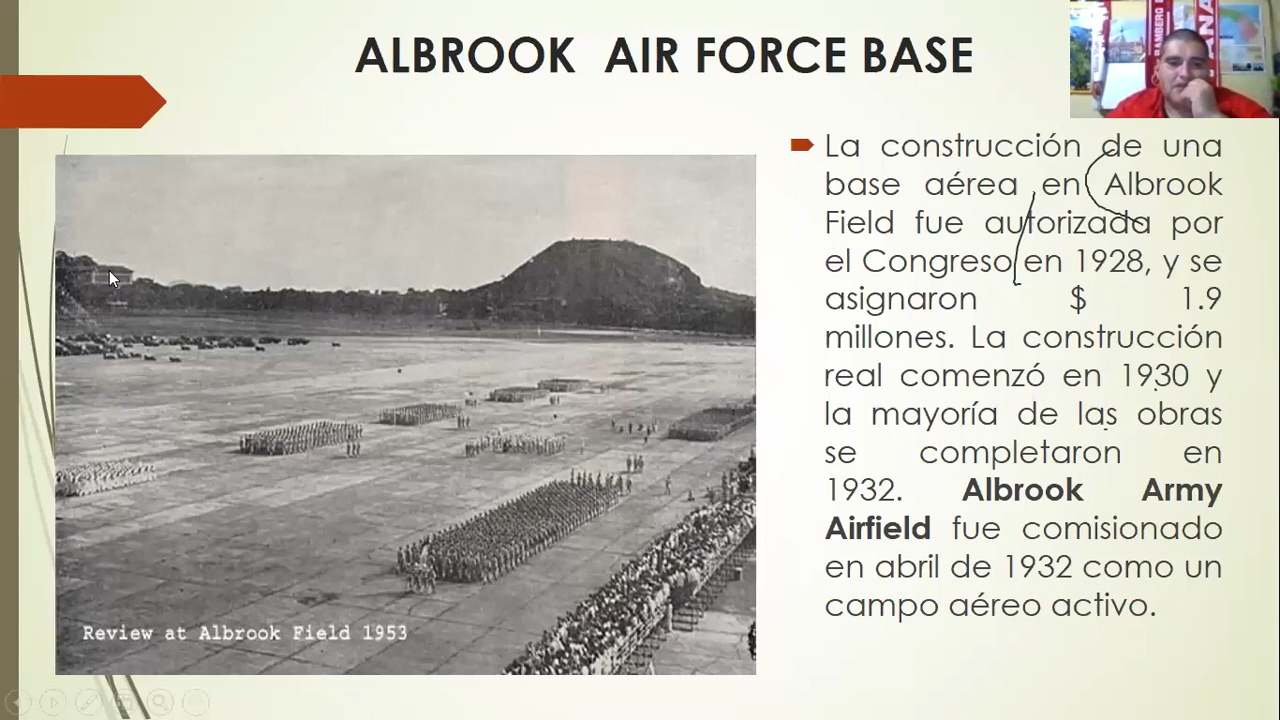 ALBROOK AIR FORCE BASE
BAMBERG
ANA
La construcción de una
base aérea en Albrook
Field fue autorizada por
el Congreso en 1928, y se
asignaron $ 1.9
millones. La construcción
real comenzó en 1930 y
la mayoría de las obras
se completaron en
1932. Albrook Army
Airfield fue comisionado
en abril de 1932 como un
campo aéreo activo.
Review at Albrook Field 1953